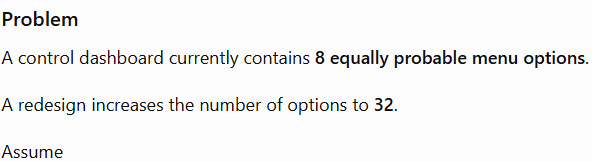 Problem
A control dashboard currently contains 8 equally probable menu options.
A redesign increases the number of options to 32.
Assume